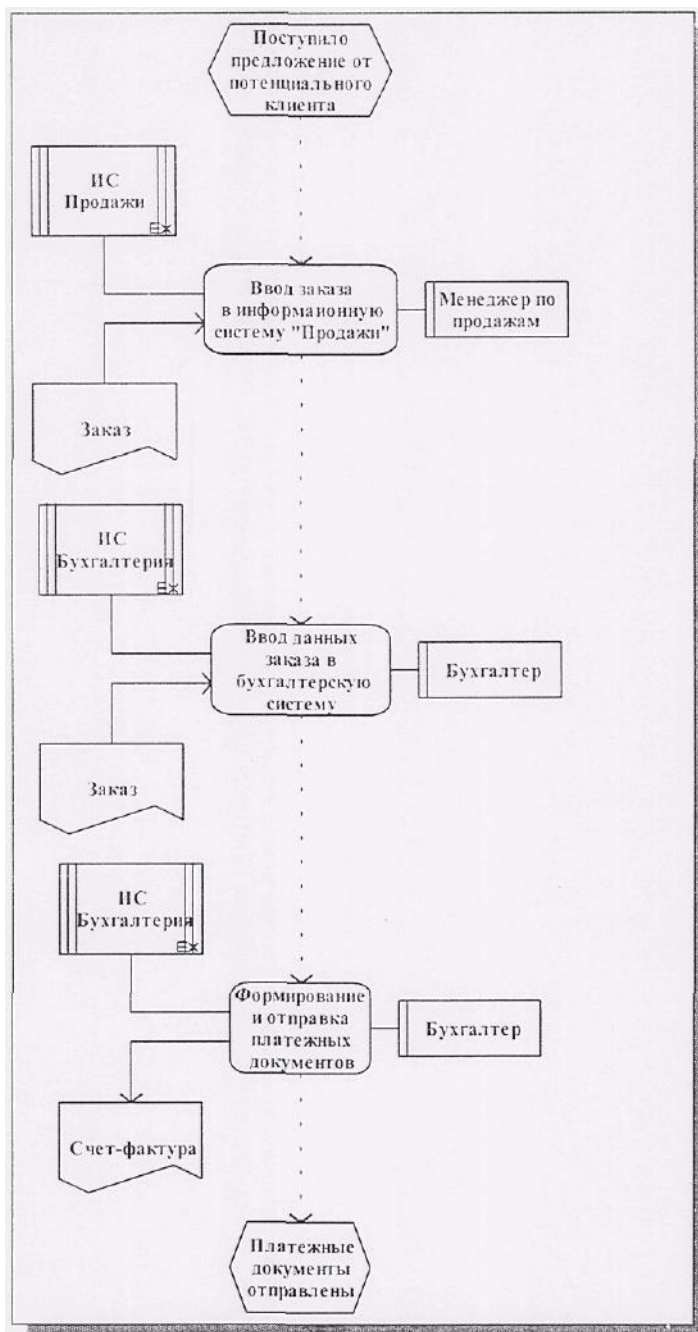 Поступило
предложение от
потенциального
клиента
ИС
Продажи
Ввод заказа
в информаионную
систему "Продажи"
Менеджер по
продажам
Заказ
ИС
Бухгалтерия
Ввод данных
заказа в
бухгалтерскую
систему
Бухгалтер
Заказ
ИС
Бухгалтерия
Формирование
и отправка
платежных
документов
Бухгалтер
Счет-фактура
Платежные
документы
отправлены